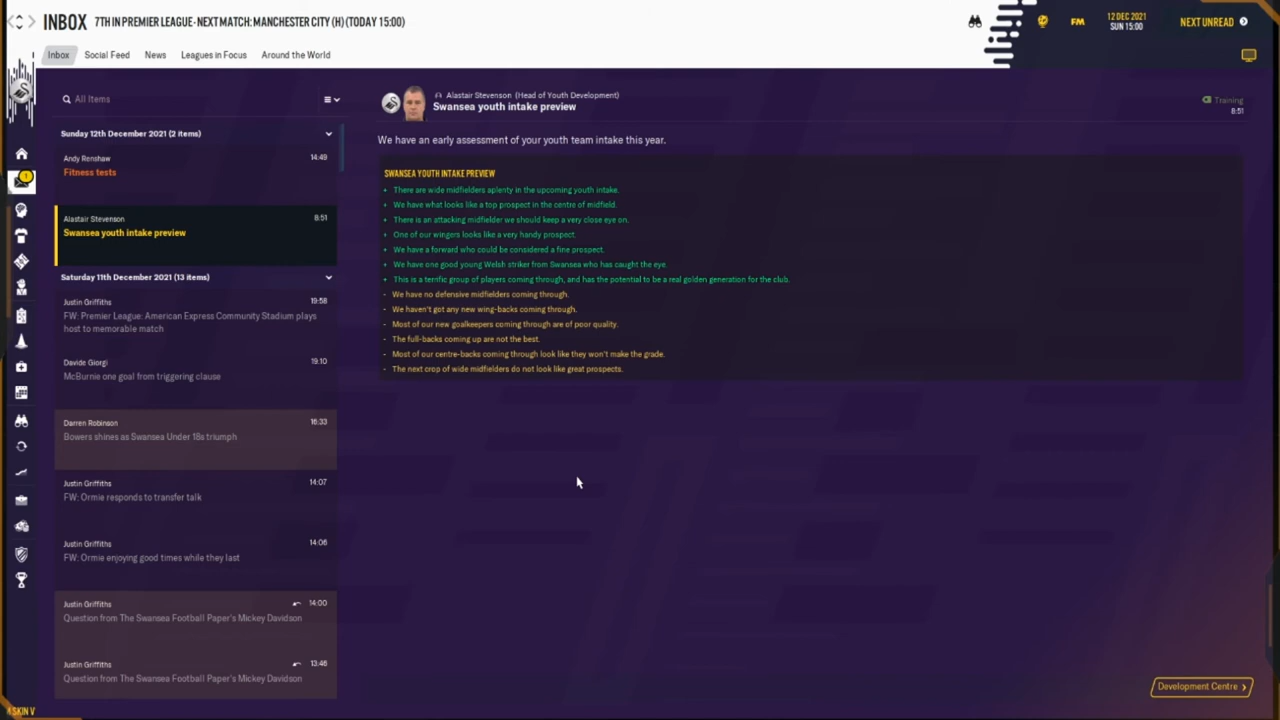 INBOX 7TH IN PREMIER LEAGUE - NEXT MATCH: MANCHESTER CITY (H) (TODAY 15:00)
FM
12 DEC 2021
SUN 15:00
NEXT UNREAD
Inbox Social Feed News Leagues in Focus Around the World
All Items
Sunday 12th December 2021 (2 items)
Andy Renshaw 14:49
Fitness tests
Alastair Stevenson 8:51
Swansea youth intake preview
Saturday 11th December 2021 (13 items)
Justin Griffiths 19:58
FW: Premier League: American Express Community Stadium plays
host to memorable match
Davide Giorgi 19:10
McBurnie one goal from triggering clause
Darren Robinson 16:33
Bowers shines as Swansea Under 18s triumph
Justin Griffiths 14:07
FW: Ormie responds to transfer talk
Justin Griffiths 14:06
FW: Ormie enjoying good times while they last
Justin Griffiths 14:00
Question from The Swansea Football Paper's Mickey Davidson
Justin Griffiths 13:46
Question from The Swansea Football Paper's Mickey Davidson
Alastair Stevenson (Head of Youth Development)
Swansea youth intake preview
Training
8:51
We have an early assessment of your youth team intake this year.
SWANSEA YOUTH INTAKE PREVIEW
+ There are wide midfielders aplenty in the upcoming youth intake.
+ We have what looks like a top prospect in the centre of midfield.
+ There is an attacking midfielder we should keep a very close eye on.
+ One of our wingers looks like a very handy prospect.
+ We have a forward who could be considered a fine prospect.
+ We have one good young Welsh striker from Swansea who has caught the eye.
+ This is a terrific group of players coming through, and has the potential to be a real golden generation for the club.
- We have no defensive midfielders coming through.
- We haven't got any new wing-backs coming through.
- Most of our new goalkeepers coming through are of poor quality.
- The full-backs coming up are not the best.
- Most of our centre-backs coming through look like they won't make the grade.
- The next crop of wide midfielders do not look like great prospects.
Development Centre
SKIN V